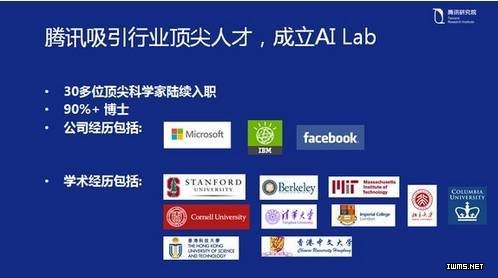 腾讯研究院
Tencent Research Institute
腾讯吸引行业顶尖人才，成立AI Lab
• 30多位顶尖科学家陆续入职
• 90%+ 博士
• 公司经历包括:
Microsoft
IBM
facebook
• 学术经历包括:
STANFORD
UNIVERSITY
Berkeley
UNIVERSITY OF CALIFORNIA
MIT
Massachusetts
Institute of
Technology
北京大学
COLUMBIA
UNIVERSITY
Cornell University
清华大学
Imperial College
London
香港科技大学
THE HONG KONG
UNIVERSITY OF SCIENCE
AND TECHNOLOGY
香港中文大學
Chinese University Hongkong
IWMS.NET